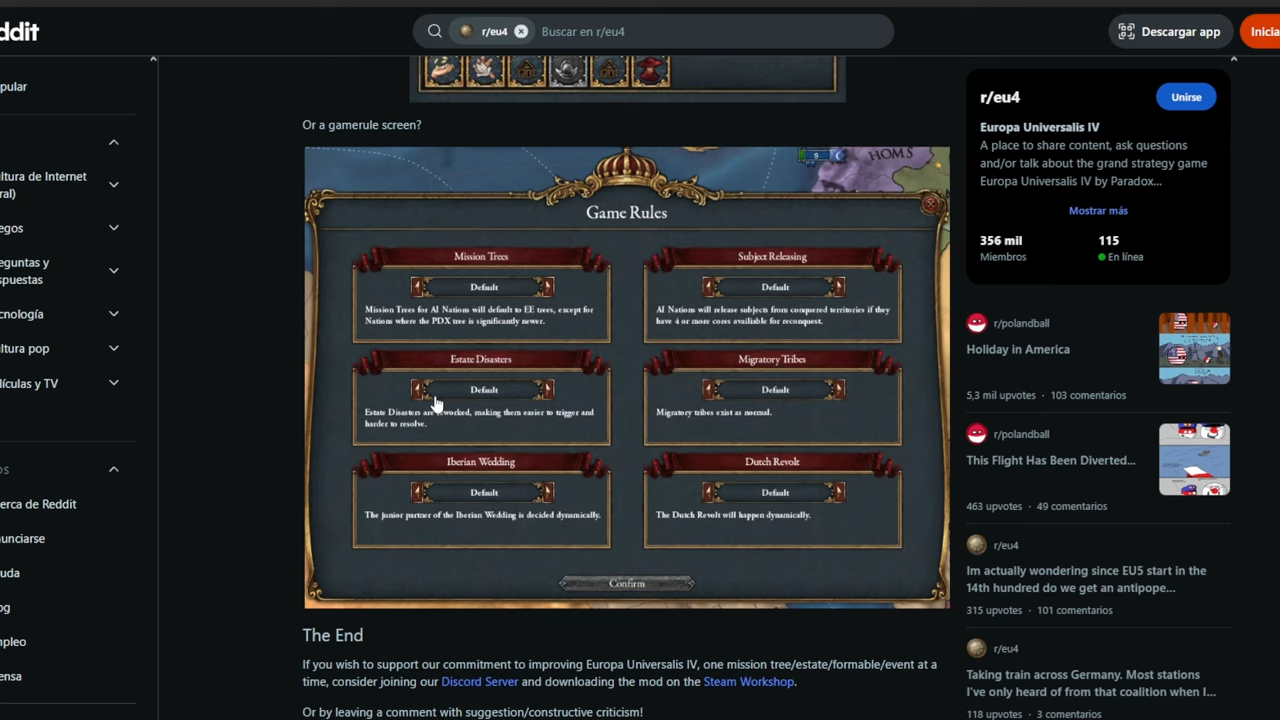 ddit
r/eu4
Buscar en r/eu4
Descargar app
Inicia
pular
ltura de Internet
ral)
egos
eguntas y
spuestas
cnología
ltura pop
lículas y TV
os
erca de Reddit
nunciarse
uda
og
mpleo
ensa
Or a gamerule screen?
HOMS
9
Game Rules
Mission Trees
Default
Mission Trees for AI Nations will default to EE trees, except for
Nations where the PDX tree is significantly newer.
Subject Releasing
Default
AI Nations will release subjects from conquered territories if they
have 4 or more cores available for reconquest.
Estate Disasters
Default
Estate Disasters are reworked, making them easier to trigger and
harder to resolve.
Migratory Tribes
Default
Migratory tribes exist as normal.
Iberian Wedding
Default
The junior partner of the Iberian Wedding is decided dynamically.
Dutch Revolt
Default
The Dutch Revolt will happen dynamically.
Confirm
The End
If you wish to support our commitment to improving Europa Universalis IV, one mission tree/estate/formable/event at a
time, consider joining our Discord Server and downloading the mod on the Steam Workshop.
Or by leaving a comment with suggestion/constructive criticism!
r/eu4
Unirse
Europa Universalis IV
A place to share content, ask questions
and/or talk about the grand strategy game
Europa Universalis IV by Paradox...
Mostrar más
356 mil
115
Miembros
En línea
r/polandball
Holiday in America
5,3 mil upvotes · 103 comentarios
r/polandball
This Flight Has Been Diverted...
463 upvotes · 49 comentarios
r/eu4
Im actually wondering since EU5 start in the
14th hundred do we get an antipope...
315 upvotes · 101 comentarios
r/eu4
Taking train across Germany. Most stations
I've only heard of from that coalition when I...
118 upvotes · 3 comentarios